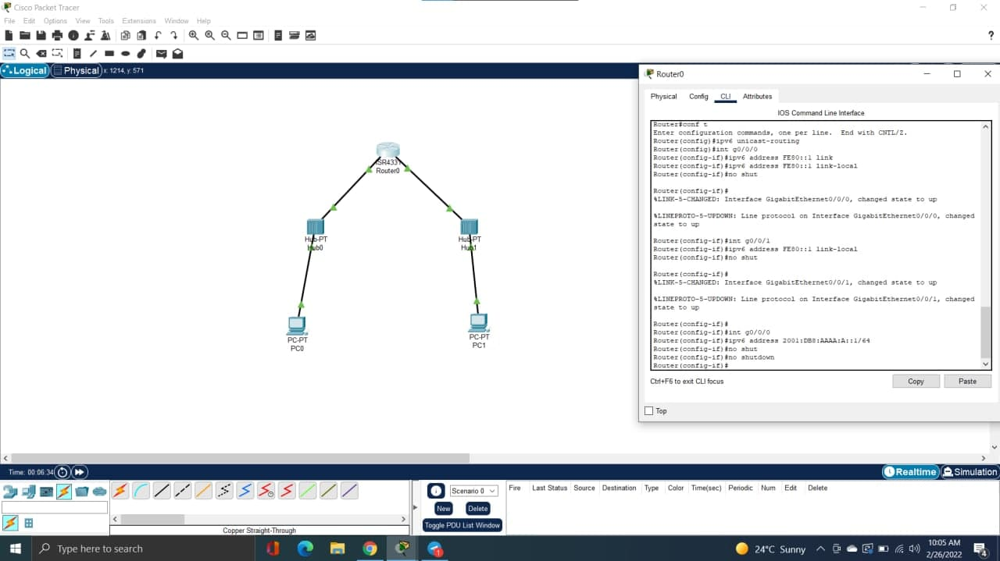 Cisco Packet Tracer
File Edit Options View Tools Extensions Window Help
?
Logical Physical x: 1214, y: 571
ISR4331
Router0
Hub-PT
Hub0
Hub-PT
Hub1
PC-PT
PC0
PC-PT
PC1
Router0
Physical Config CLI Attributes
IOS Command Line Interface
Router#conf t
Enter configuration commands, one per line. End with CNTL/Z.
Router(config)#ipv6 unicast-routing
Router(config)#int g0/0/0
Router(config-if)#ipv6 address FE80::1 link
Router(config-if)#ipv6 address FE80::1 link-local
Router(config-if)#no shut
Router(config-if)#
%LINK-5-CHANGED: Interface GigabitEthernet0/0/0, changed state to up
%LINEPROTO-5-UPDOWN: Line protocol on Interface GigabitEthernet0/0/0, changed
state to up
Router(config-if)#int g0/0/1
Router(config-if)#ipv6 address FE80::1 link-local
Router(config-if)#no shut
Router(config-if)#
%LINK-5-CHANGED: Interface GigabitEthernet0/0/1, changed state to up
%LINEPROTO-5-UPDOWN: Line protocol on Interface GigabitEthernet0/0/1, changed
state to up
Router(config-if)#
Router(config-if)#int g0/0/0
Router(config-if)#ipv6 address 2001:DB8:AAAA:A::1/64
Router(config-if)#no shut
Router(config-if)#no shutdown
Router(config-if)#
Ctrl+F6 to exit CLI focus
Copy Paste
Top
Time: 00:06:34
Realtime Simulation
Scenario 0
New Delete
Toggle PDU List Window
Fire Last Status Source Destination Type Color Time(sec) Periodic Num Edit Delete
Copper Straight-Through
Type here to search
1
24°C Sunny
10:05 AM
2/26/2022
4